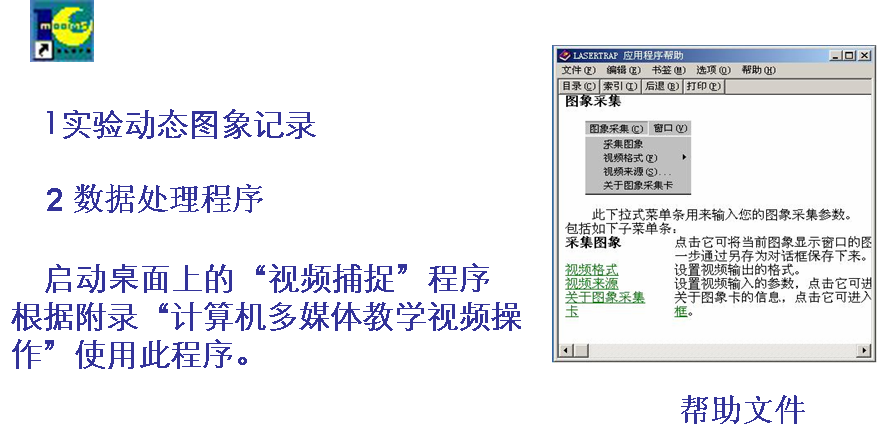 1实验动态图象记录
2 数据处理程序
启动桌面上的“视频捕捉”程序
根据附录“计算机多媒体教学视频操
作”使用此程序。
LASERTRAP 应用程序帮助
文件(F) 编辑(E) 书签(M) 选项(O) 帮助(H)
目录(C) 索引(I) 后退(B) 打印(P)
图象采集
图象采集(C) 窗口(V)
采集图象
视频格式(F)
视频来源(S)...
关于图象采集卡
此下拉式菜单条用来输入您的图象采集参数。
包括如下子菜单条：
采集图象 点击它可将当前图象显示窗口的图
一步通过另存为对话框保存下来。
视频格式 设置视频输出的格式。
视频来源 设置视频输入的参数，点击它可进
关于图象采集 关于图象卡的信息，点击它可进入
卡 框。
帮助文件